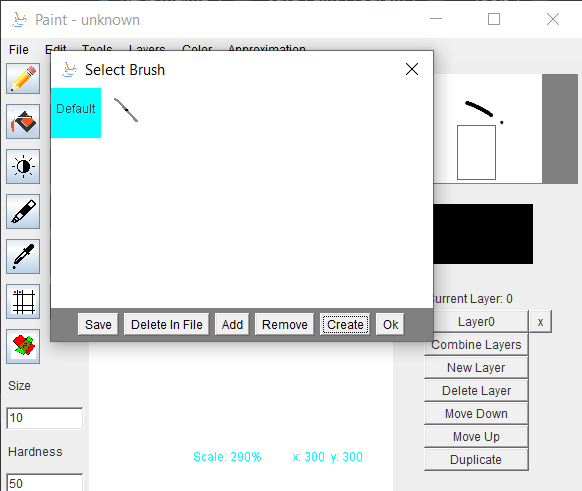 Paint - unknown
File Edit Tools Layers Color Approximation
Select Brush
Default
Save Delete In File Add Remove Create Ok
Current Layer: 0
Layer0 x
Combine Layers
New Layer
Delete Layer
Move Down
Move Up
Duplicate
Size
10
Hardness
50
Scale: 290% x: 300 y: 300